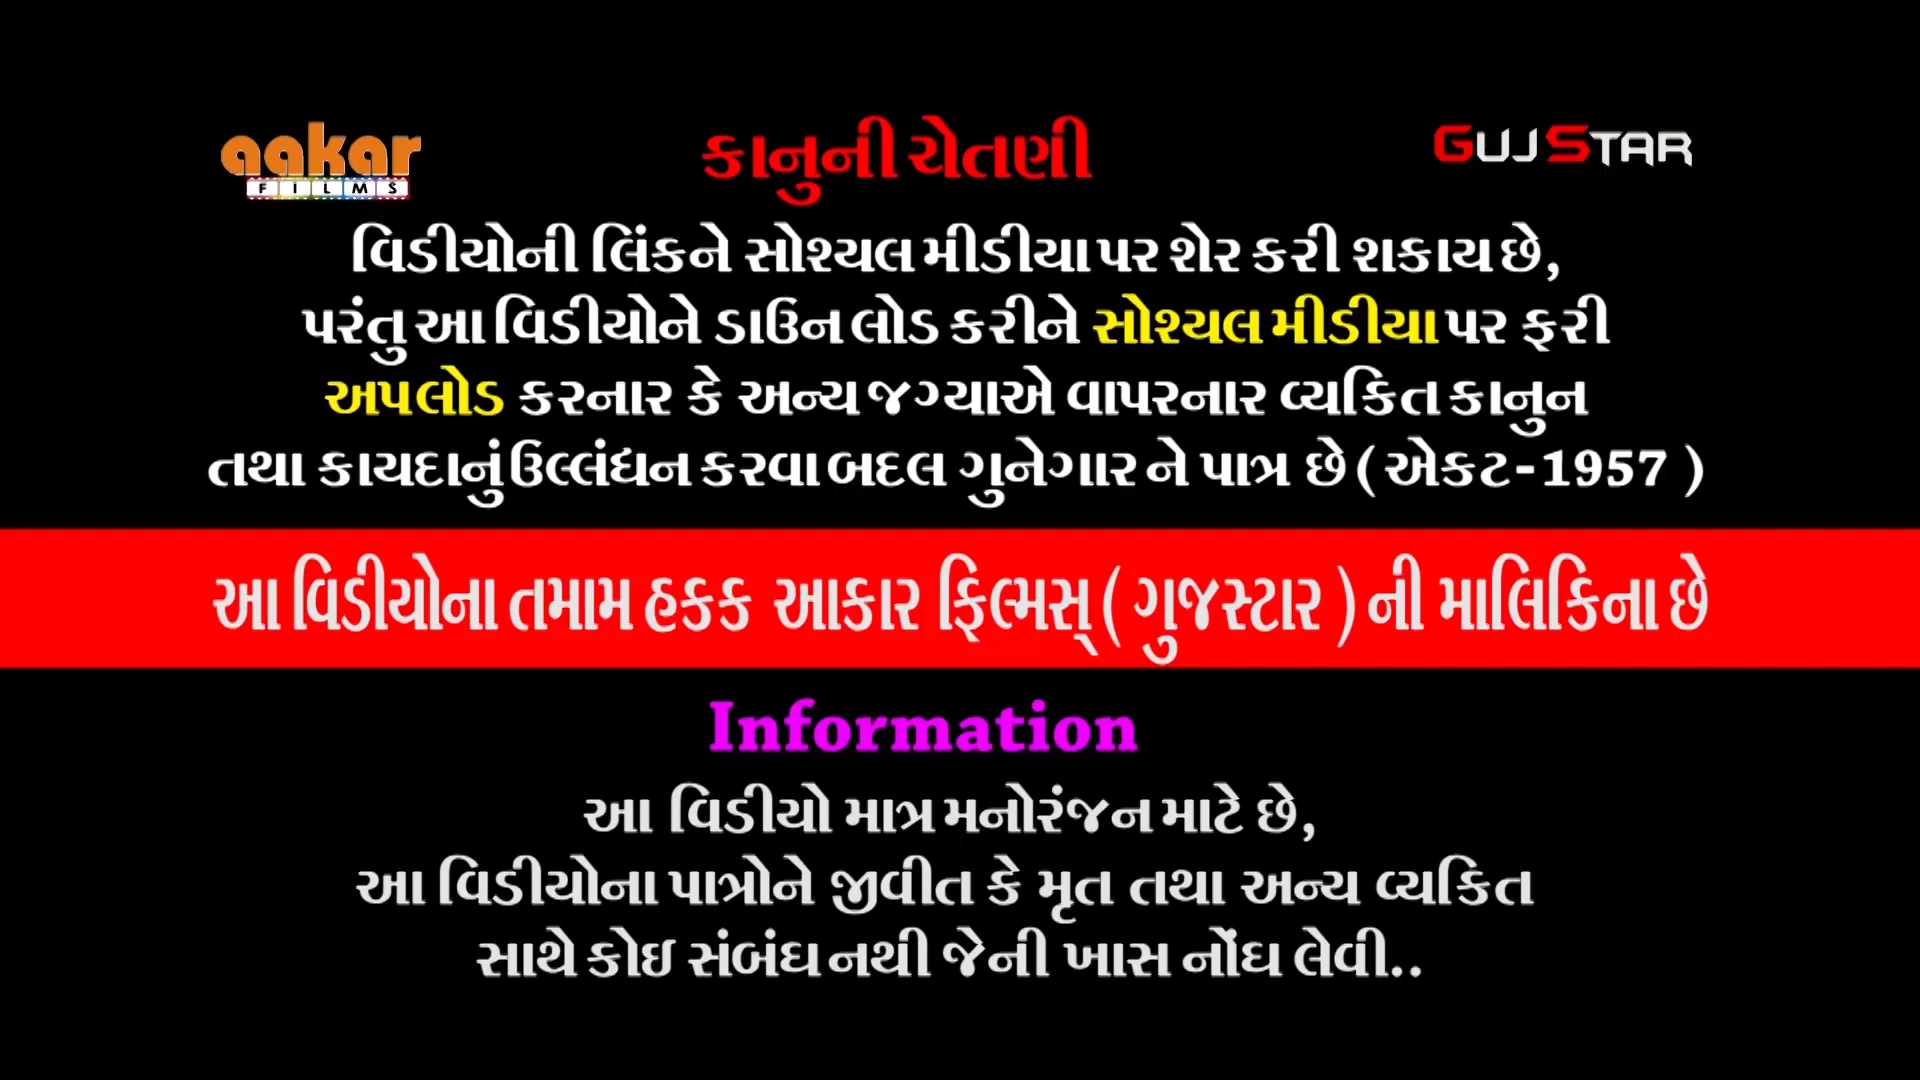 aakar
FILMS
કાનુની ચેતણી
GUJSTAR
વિડીયોની લિંકને સોશ્યલ મીડીયા પર શેર કરી શકાય છે,
પરંતુ આ વિડીયોને ડાઉન લોડ કરીને સોશ્યલ મીડીયા પર ફરી
અપલોડ કરનાર કે અન્ય જગ્યાએ વાપરનાર વ્યકિત કાનુન
તથા કાયદાનું ઉલ્લંઘન કરવા બદલ ગુનેગાર ને પાત્ર છે ( એકટ-1957 )
આ વિડીયોના તમામ હકક આકાર ફિલ્મસ્ ( ગુજસ્ટાર ) ની માલિકિના છે
Information
આ વિડીયો માત્ર મનોરંજન માટે છે,
આ વિડીયોના પાત્રોને જીવીત કે મૃત તથા અન્ય વ્યકિત
સાથે કોઇ સંબંઘ નથી જેની ખાસ નોંઘ લેવી..